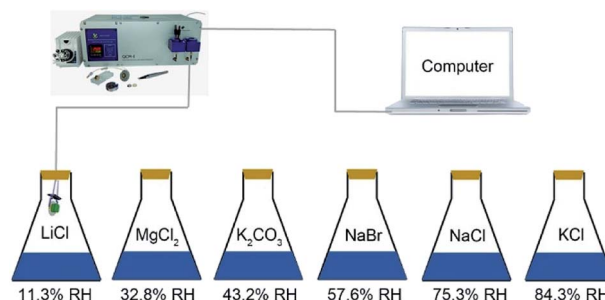 Computer
LiCl
MgCl₂
K₂CO₃
NaBr
NaCl
KCl
11.3% RH
32.8% RH
43.2% RH
57.6% RH
75.3% RH
84.3% RH